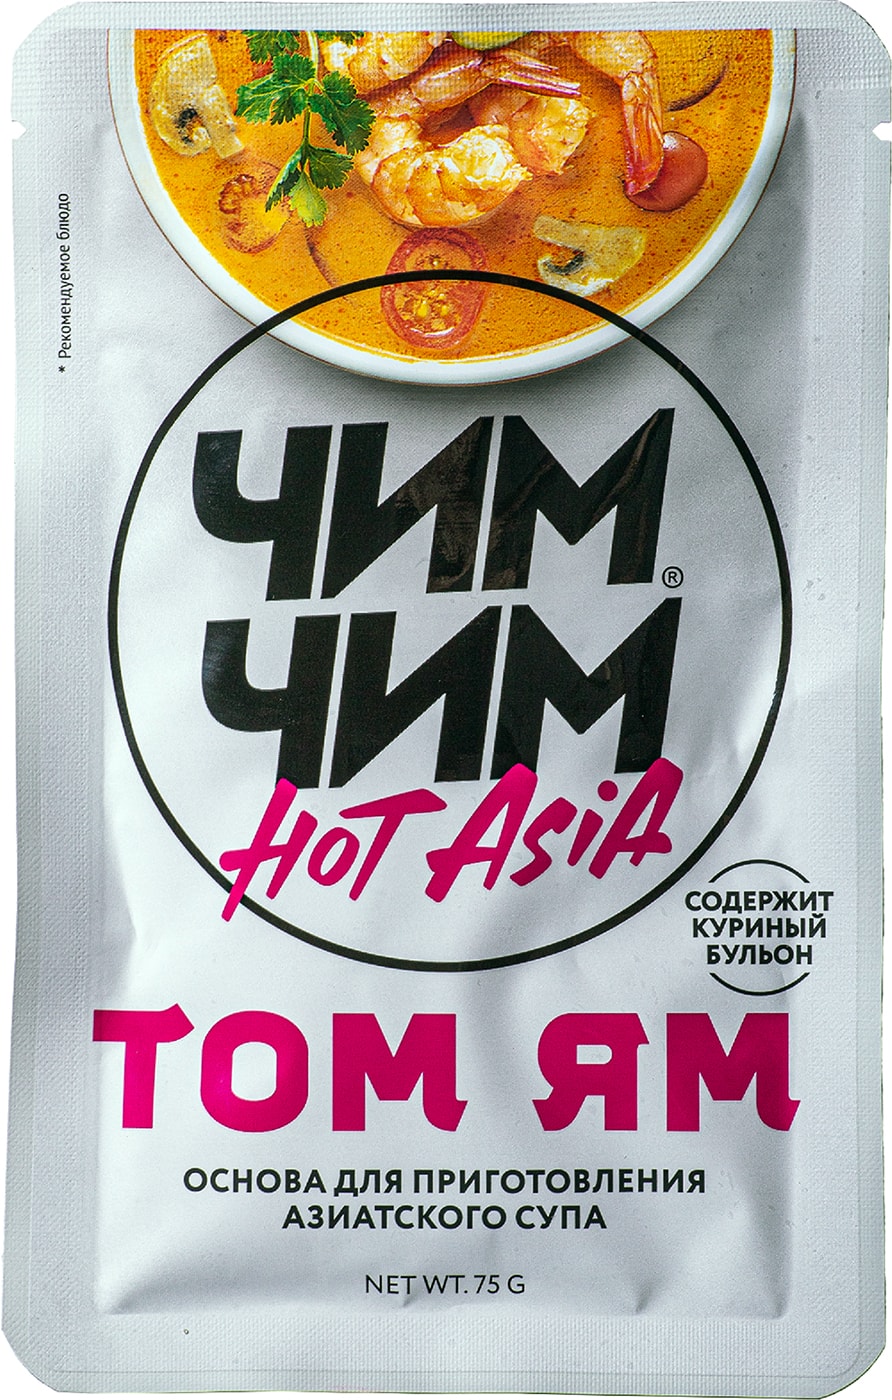 * Рекомендуемое блюдо
ЧИМ
ЧИМ®
HOT ASIA
СОДЕРЖИТ
КУРИНЫЙ
БУЛЬОН
ТОМ ЯМ
ОСНОВА ДЛЯ ПРИГОТОВЛЕНИЯ
АЗИАТСКОГО СУПА
NET WT. 75 G